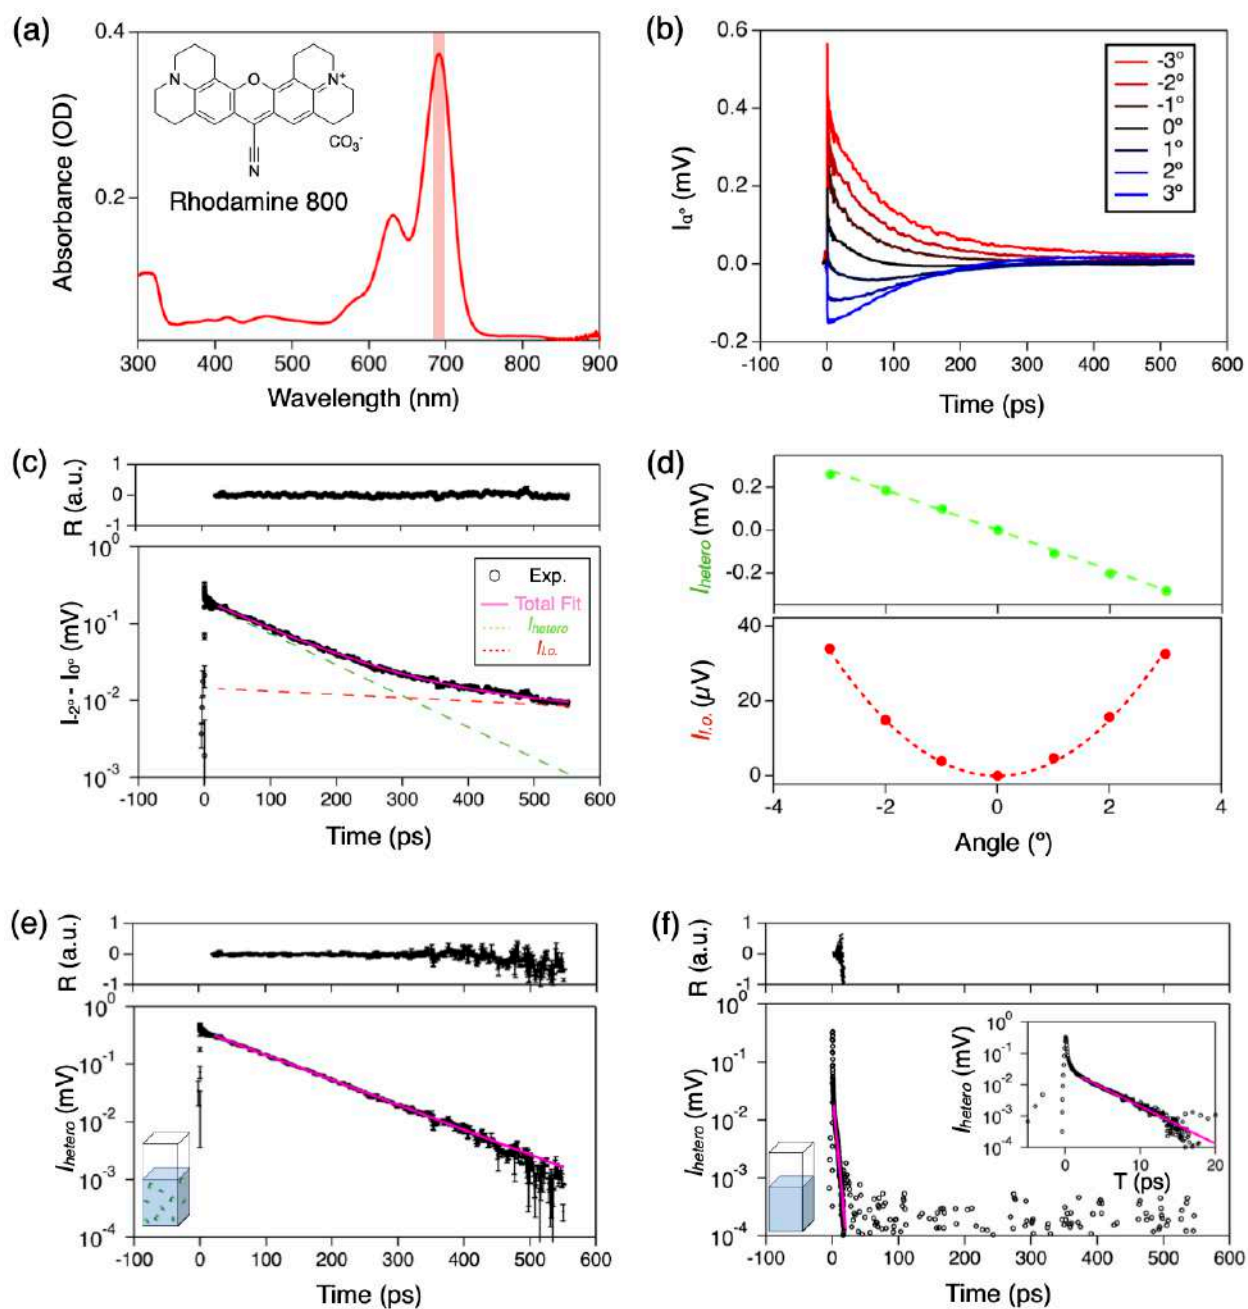 (a)
0.4
0.2
Absorbance (OD)
N
O
N+
CO3-
N
Rhodamine 800
300 400 500 600 700 800 900
Wavelength (nm)
(b)
0.6
0.4
0.2
0.0
-0.2
Iα° (mV)
-3°
-2°
-1°
0°
1°
2°
3°
-100 0 100 200 300 400 500 600
Time (ps)
(c)
R (a.u.)
1
0
-1
10^0
10^-1
10^-2
10^-3
I-2° - I0° (mV)
Exp.
Total Fit
Ihetero
Il.o.
-100 0 100 200 300 400 500 600
Time (ps)
(d)
Ihetero (mV)
0.2
0.0
-0.2
Il.o. (μV)
40
20
0
-4 -2 0 2 4
Angle (°)
(e)
R (a.u.)
1
0
-1
10^0
10^-1
10^-2
10^-3
10^-4
Ihetero (mV)
-100 0 100 200 300 400 500 600
Time (ps)
(f)
R (a.u.)
1
0
-1
10^0
10^-1
10^-2
10^-3
10^-4
Ihetero (mV)
10^0
10^-1
10^-2
10^-3
10^-4
Ihetero (mV)
0 10 20
T (ps)
-100 0 100 200 300 400 500 600
Time (ps)